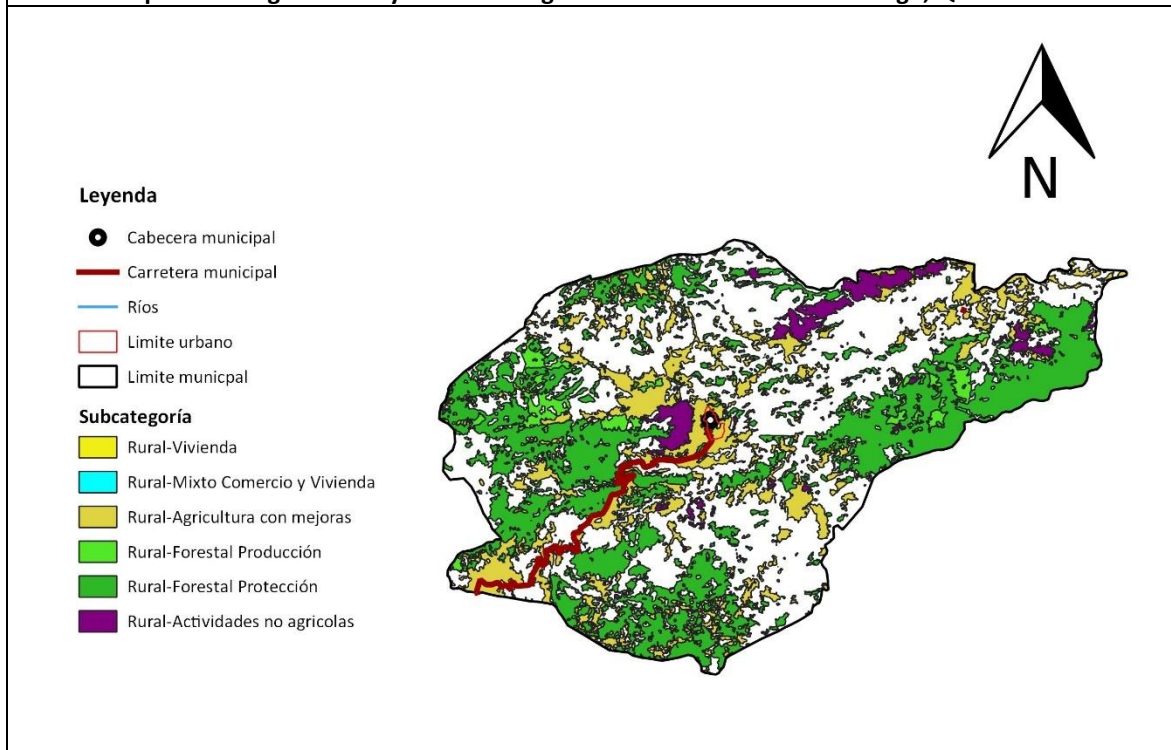 N
Leyenda
Cabecera municipal
Carretera municipal
Ríos
Limite urbano
Limite municpal
Subcategoría
Rural-Vivienda
Rural-Mixto Comercio y Vivienda
Rural-Agricultura con mejoras
Rural-Forestal Producción
Rural-Forestal Protección
Rural-Actividades no agricolas